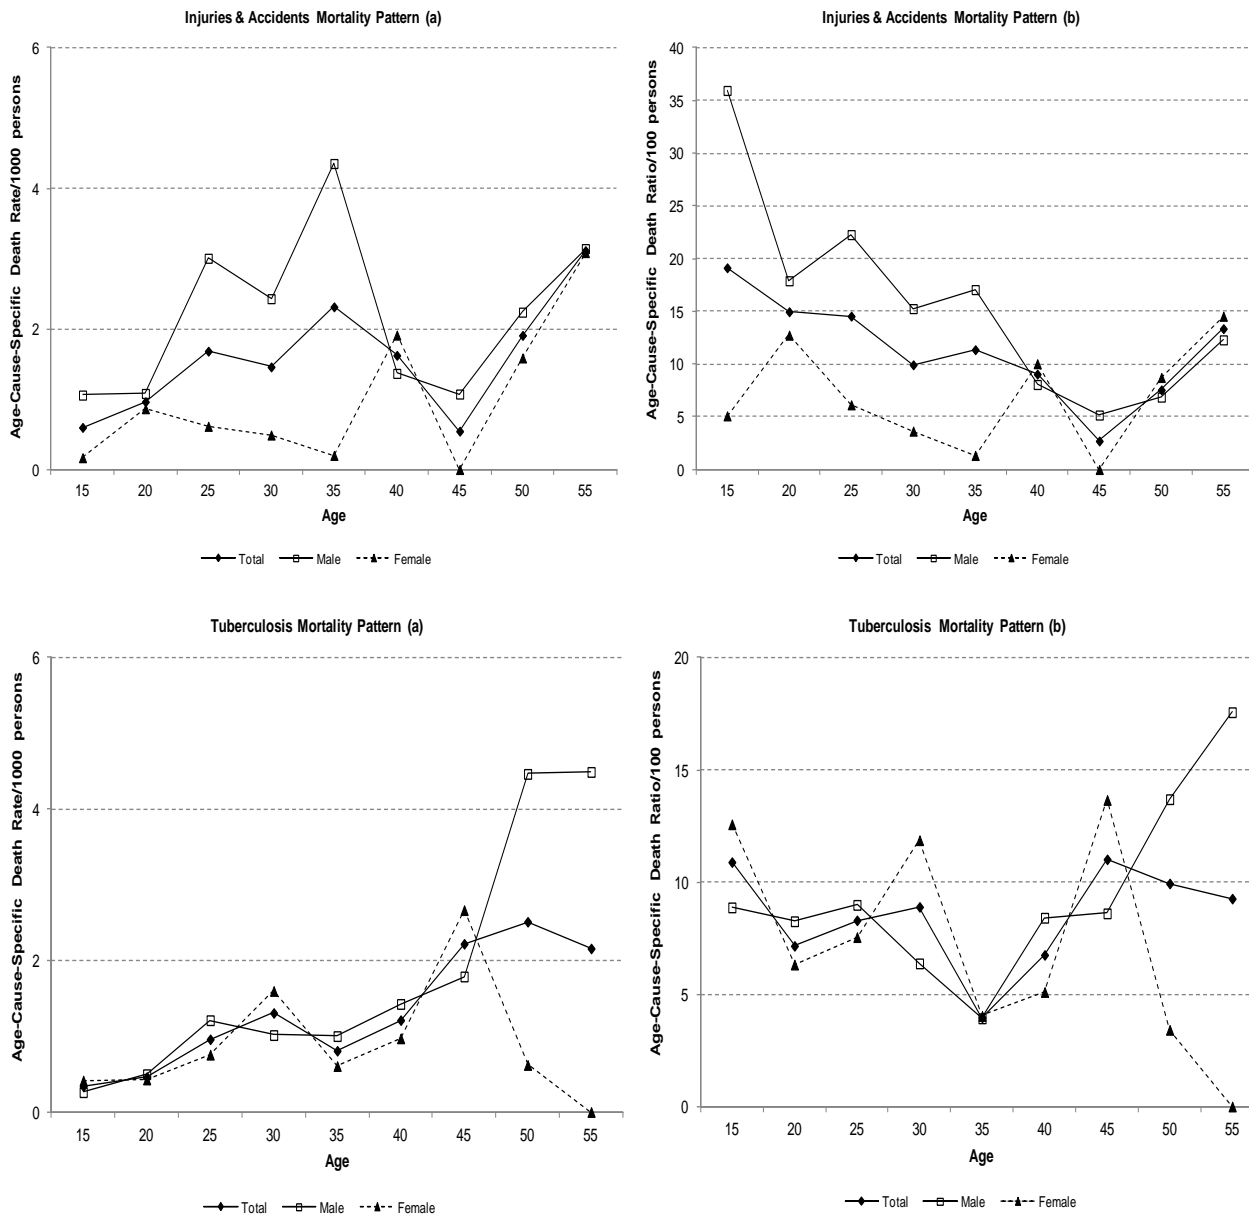 Injuries & Accidents Mortality Pattern (a)
Age-Cause-Specific Death Rate/1000 persons
6
4
2
0
15 20 25 30 35 40 45 50 55
Age
Total Male Female
Injuries & Accidents Mortality Pattern (b)
Age-Cause-Specific Death Ratio/100 persons
40
35
30
25
20
15
10
5
0
15 20 25 30 35 40 45 50 55
Age
Total Male Female
Tuberculosis Mortality Pattern (a)
Age-Cause-Specific Death Rate/1000 persons
6
4
2
0
15 20 25 30 35 40 45 50 55
Age
Total Male Female
Tuberculosis Mortality Pattern (b)
Age-Cause-Specific Death Ratio/100 persons
20
15
10
5
0
15 20 25 30 35 40 45 50 55
Age
Total Male Female